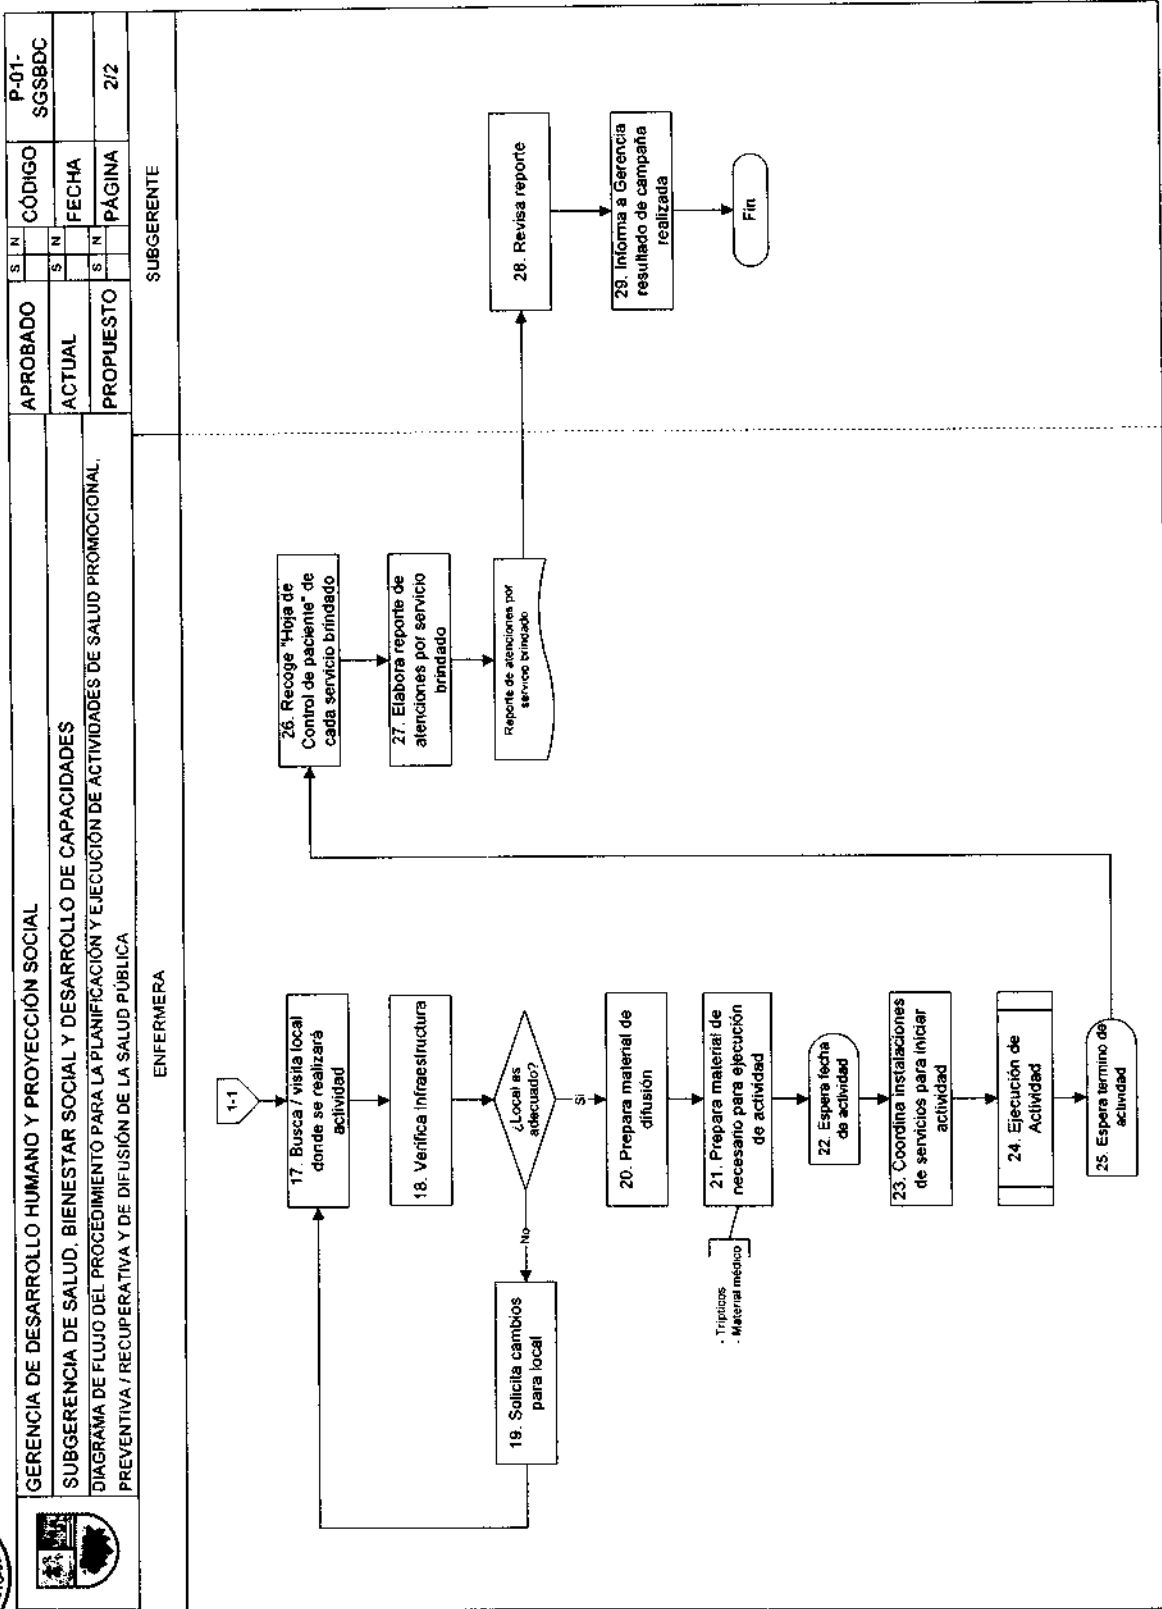 GERENCIA DE DESARROLLO HUMANO Y PROYECCIÓN SOCIAL
SUBGERENCIA DE SALUD, BIENESTAR SOCIAL Y DESARROLLO DE CAPACIDADES
DIAGRAMA DE FLUJO DEL PROCEDIMIENTO PARA LA PLANIFICACIÓN Y EJECUCIÓN DE ACTIVIDADES DE SALUD PROMOCIONAL,
PREVENTIVA / RECUPERATIVA Y DE DIFUSIÓN DE LA SALUD PÚBLICA
APROBADO
S N
CÓDIGO
P-01-
SGSBDC
ACTUAL
S N
FECHA
PROPUESTO
S N
PÁGINA
2/2
ENFERMERA
SUBGERENTE
1-1
17. Busca / visita local
donde se realizará
actividad
18. Verifica infraestructura
¿Local es
adecuado?
No
Si
19. Solicita cambios
para local
20. Prepara material de
difusión
21. Prepara material de
necesario para ejecución
de actividad
- Trípticos
- Material médico
22. Espera fecha
de actividad
23. Coordina instalaciones
de servicios para iniciar
actividad
24. Ejecución de
Actividad
25. Espera termino de
actividad
26. Recoge "Hoja de
Control de paciente" de
cada servicio brindado
27. Elabora reporte de
atenciones por servicio
brindado
Reporte de atenciones por
servicio brindado
28. Revisa reporte
29. Informa a Gerencia
resultado de campaña
realizada
Fin